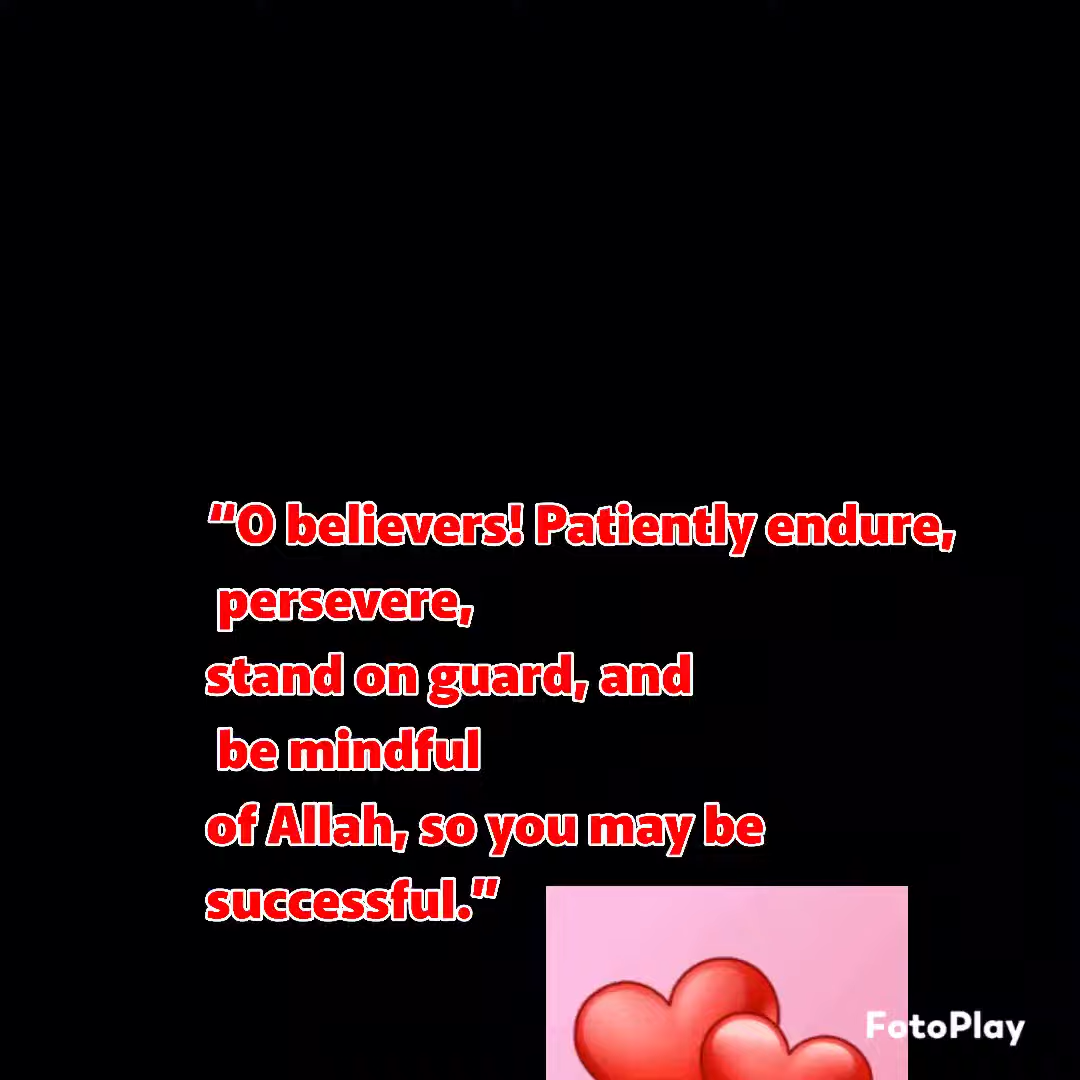 “O believers! Patiently endure,
persevere,
stand on guard, and
be mindful
of Allah, so you may be
successful.”
FotoPlay